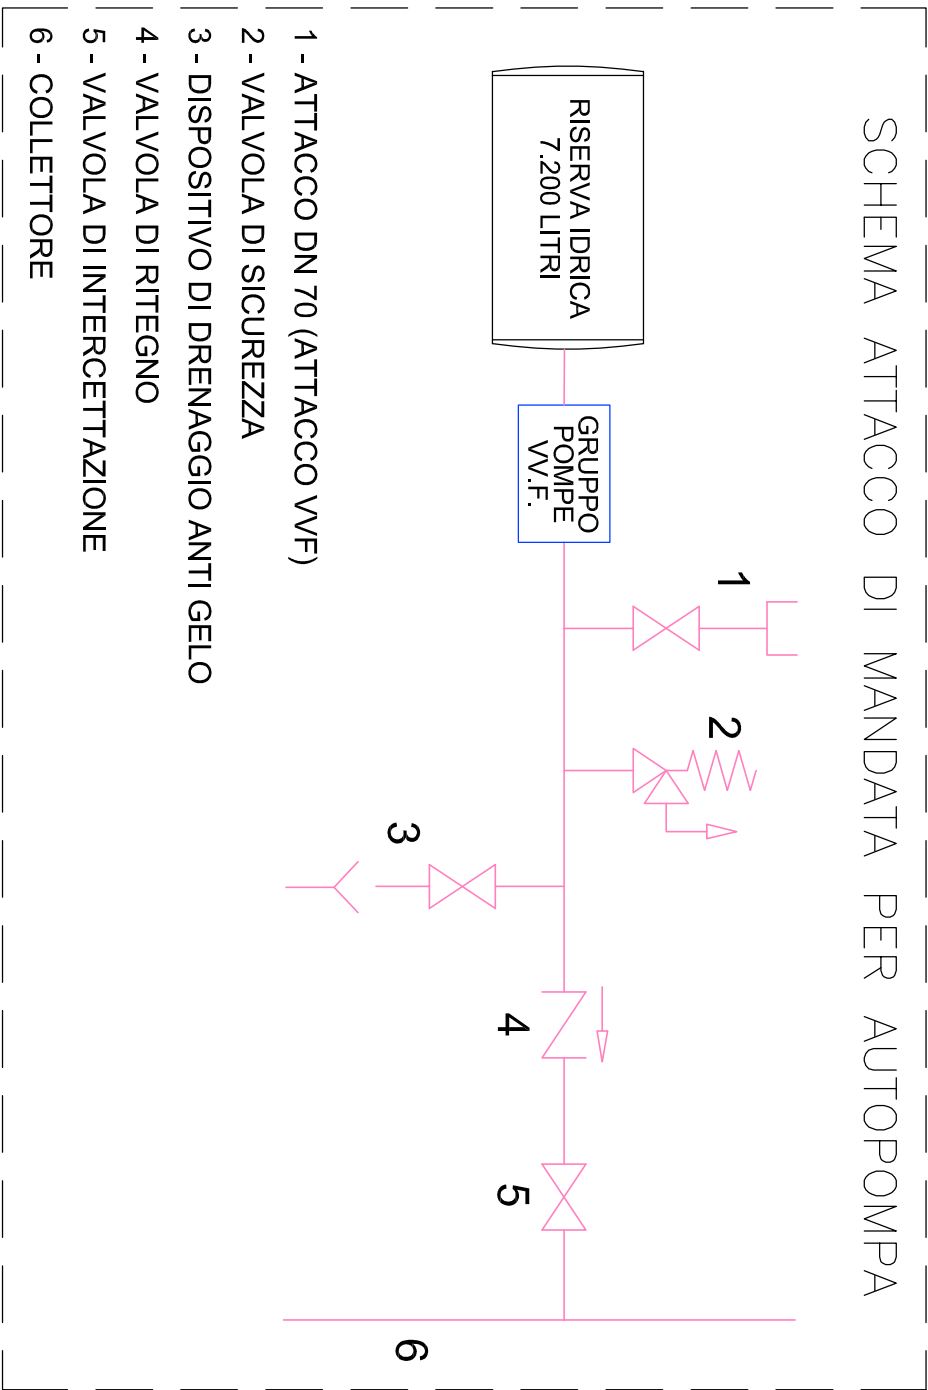 SCHEMA ATTACCO DI MANDATA PER AUTOPOMPA
RISERVA IDRICA
7.200 LITRI
GRUPPO
POMPE
VV.F.
1
2
3
4
5
6
1 - ATTACCO DN 70 (ATTACCO VVF)
2 - VALVOLA DI SICUREZZA
3 - DISPOSITIVO DI DRENAGGIO ANTI GELO
4 - VALVOLA DI RITEGNO
5 - VALVOLA DI INTERCETTAZIONE
6 - COLLETTORE